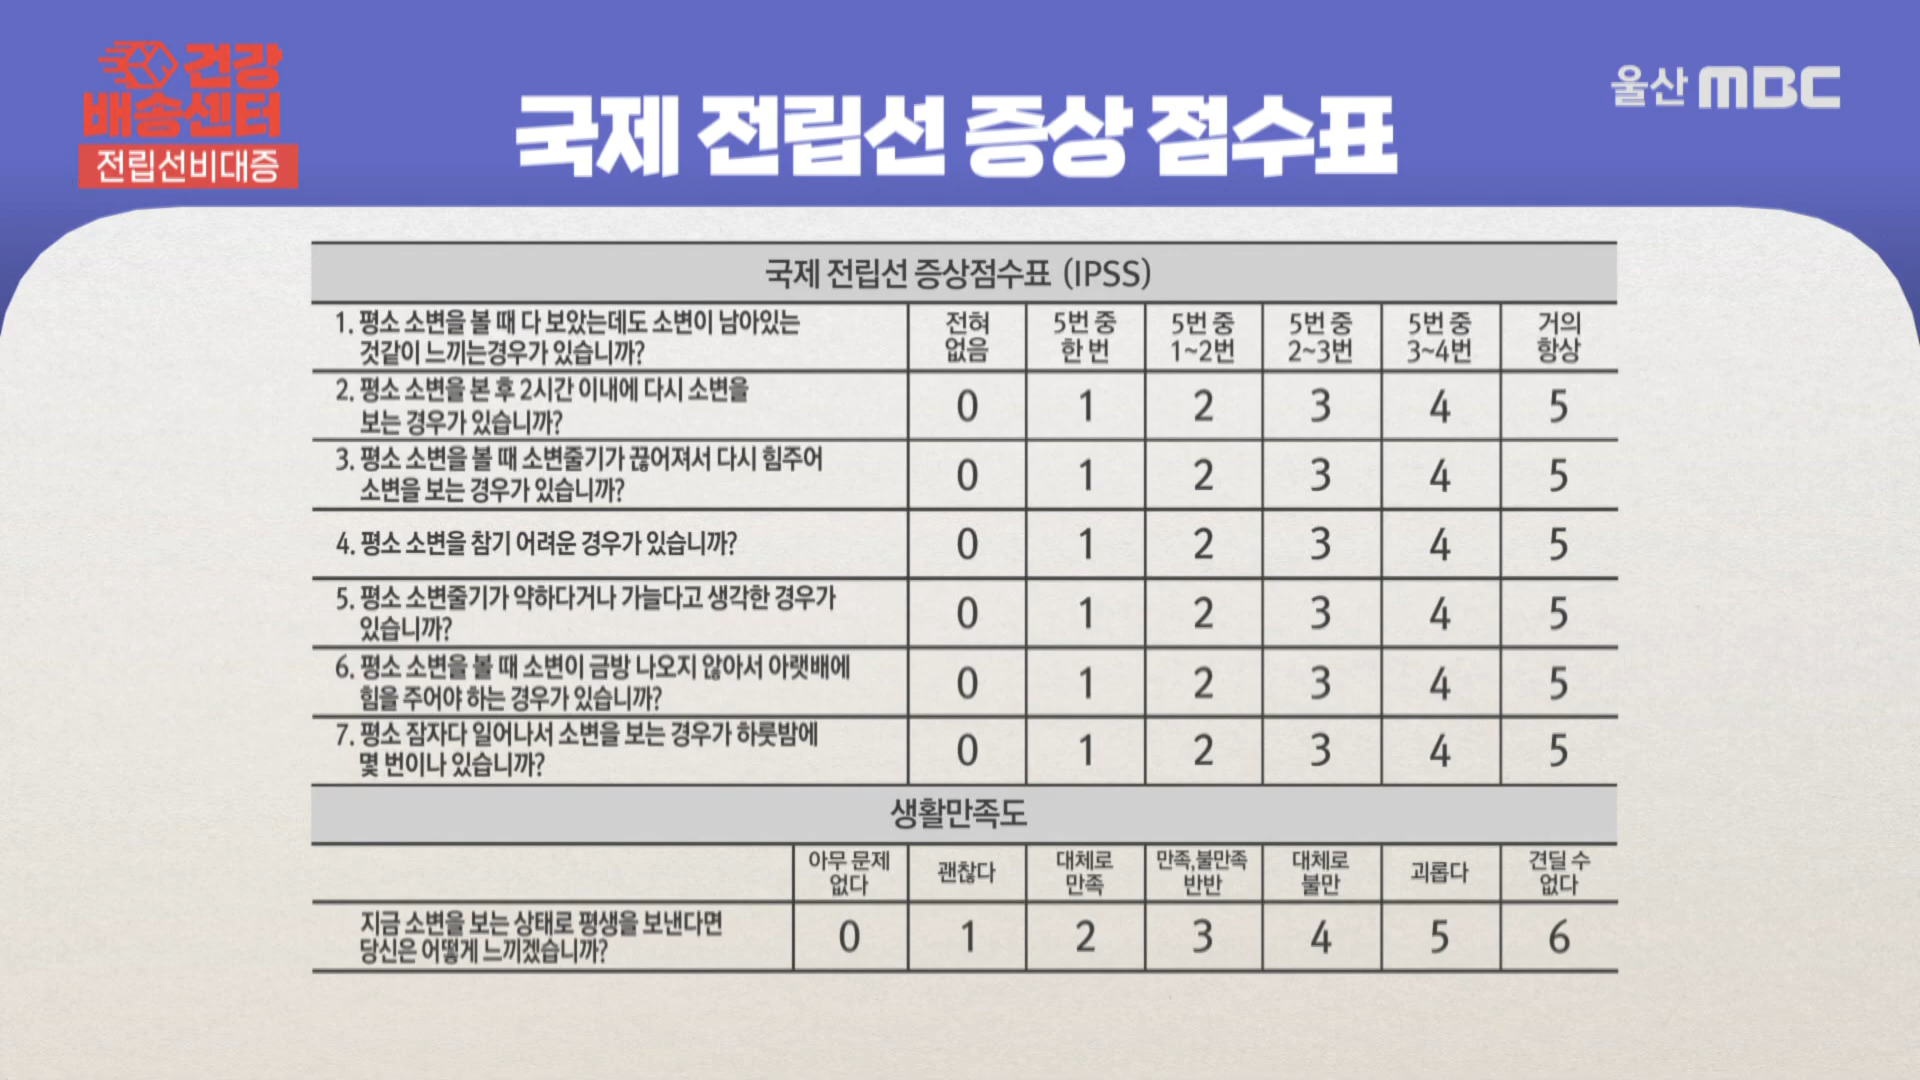 건강
배송센터
전립선비대증
국제 전립선 증상 점수표
울산 MBC
국제 전립선 증상점수표 (IPSS)
1. 평소 소변을 볼 때 다 보았는데도 소변이 남아있는
것같이 느끼는경우가 있습니까?
전혀
없음
5번 중
한 번
5번 중
1~2번
5번 중
2~3번
5번 중
3~4번
거의
항상
2. 평소 소변을 본 후 2시간 이내에 다시 소변을
보는 경우가 있습니까?
0 1 2 3 4 5
3. 평소 소변을 볼 때 소변줄기가 끊어져서 다시 힘주어
소변을 보는 경우가 있습니까?
0 1 2 3 4 5
4. 평소 소변을 참기 어려운 경우가 있습니까?
0 1 2 3 4 5
5. 평소 소변줄기가 약하다거나 가늘다고 생각한 경우가
있습니까?
0 1 2 3 4 5
6. 평소 소변을 볼 때 소변이 금방 나오지 않아서 아랫배에
힘을 주어야 하는 경우가 있습니까?
0 1 2 3 4 5
7. 평소 잠자다 일어나서 소변을 보는 경우가 하룻밤에
몇 번이나 있습니까?
0 1 2 3 4 5
생활만족도
아무 문제
없다
괜찮다
대체로
만족
만족,불만족
반반
대체로
불만
괴롭다
견딜 수
없다
지금 소변을 보는 상태로 평생을 보낸다면
당신은 어떻게 느끼겠습니까?
0 1 2 3 4 5 6